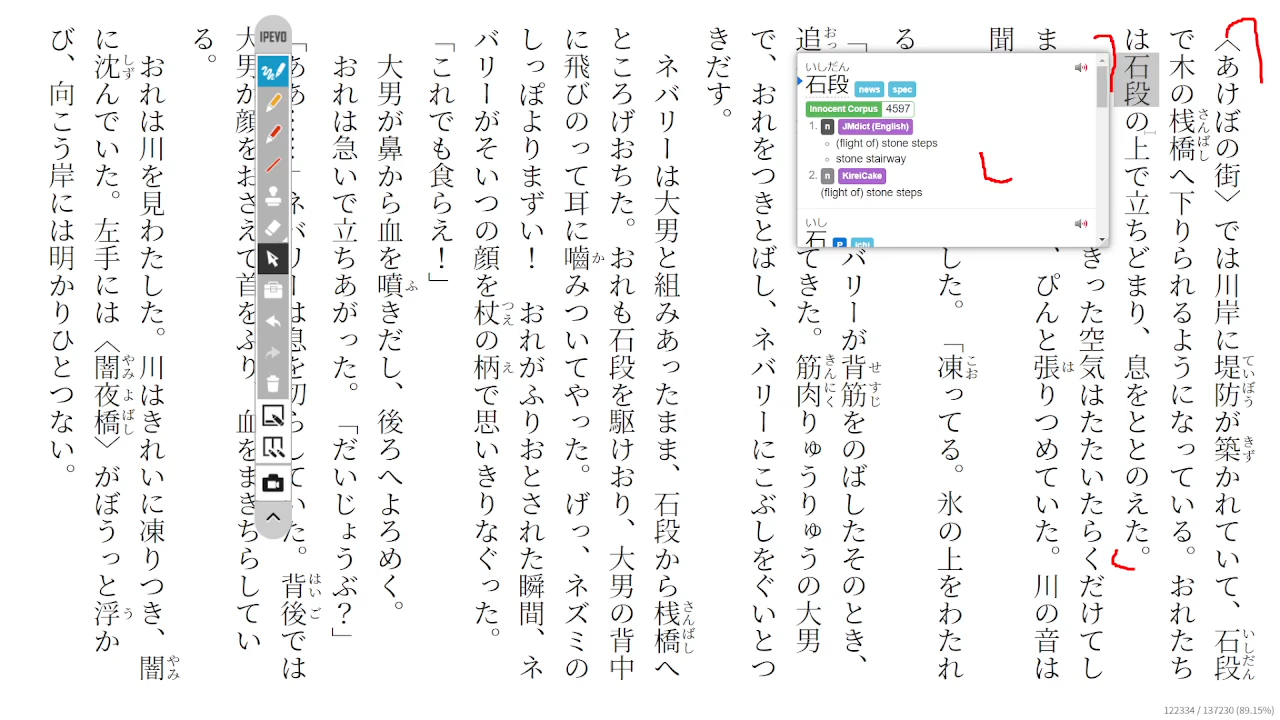 〈あけぼの街〉では川岸に堤防が築かれていて、石段
で木の桟橋へ下りられるようになっている。おれたち
は石段の上で立ちどまり、息をととのえた。
きった空気はたたいたらくだけてし
ま、ぴんと張りつめていた。川の音は
聞
した。「凍ってる。氷の上をわたれ
る
「バリーが背筋をのばしたそのとき、
追てきた。筋肉りゅうりゅうの大男
で、おれをつきとばし、ネバリーにこぶしをぐいとつ
きだす。
ネバリーは大男と組みあったまま、石段から桟橋へ
ところげおちた。おれも石段を駆けおり、大男の背中
に飛びのって耳に嚙みついてやった。げっ、ネズミの
しっぽよりまずい！　おれがふりおとされた瞬間、ネ
バリーがそいつの顔を杖の柄で思いきりなぐった。
「これでも食らえ！」
大男が鼻から血を噴きだし、後ろへよろめく。
おれは急いで立ちあがった。「だいじょうぶ？」
「ああ……」ネバリーは息を切らしていた。背後では
大男が顔をおさえて首をふり、血をまきちらしてい
る。
おれは川を見わたした。川はきれいに凍りつき、闇
に沈んでいた。左手には〈闇夜橋〉がぼうっと浮か
び、向こう岸には明かりひとつない。
いしだん
石段 news spec
Innocent Corpus 4597
1. n JMdict (English)
(flight of) stone steps
stone stairway
2. n KireiCake
(flight of) stone steps
いし
石 P ichi
IPEVO
122334 / 137230 (89.15%)